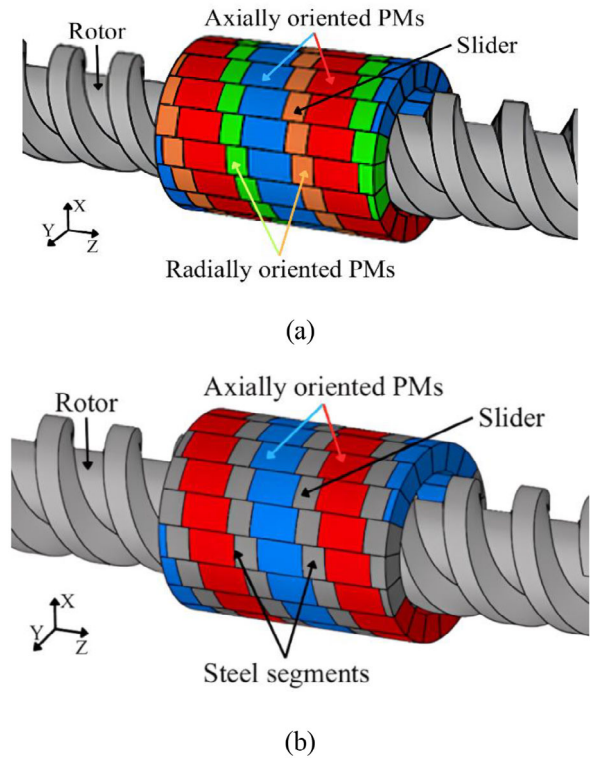 Axially oriented PMs
Rotor
Slider
X
Y
Z
Radially oriented PMs
(a)
Axially oriented PMs
Rotor
Slider
X
Y
Z
Steel segments
(b)